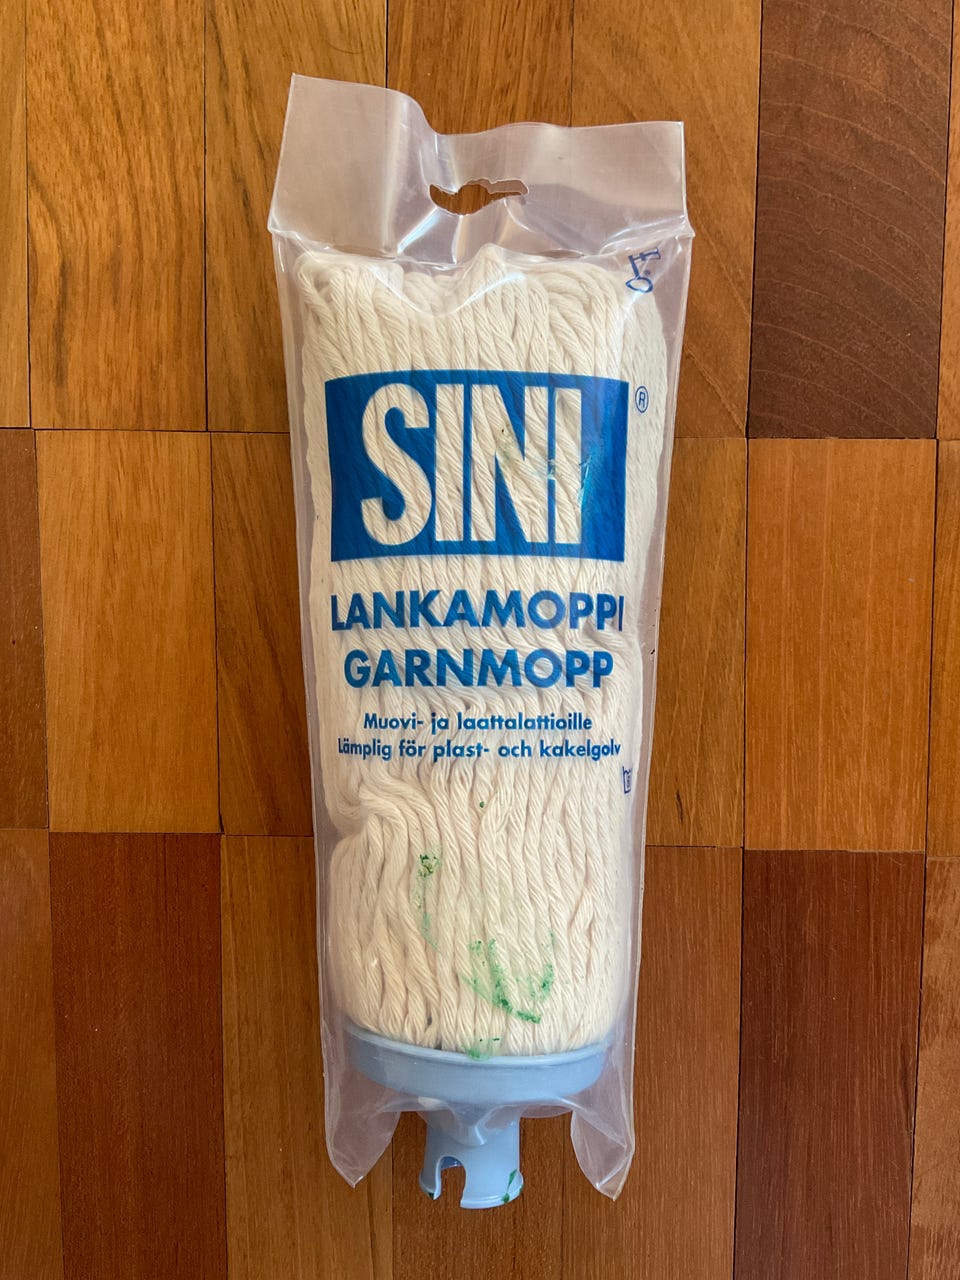 SINI®
LANKAMOPPI
GARNMOPP
Muovi- ja laattalattioille
Lämplig för plast- och kakelgolv